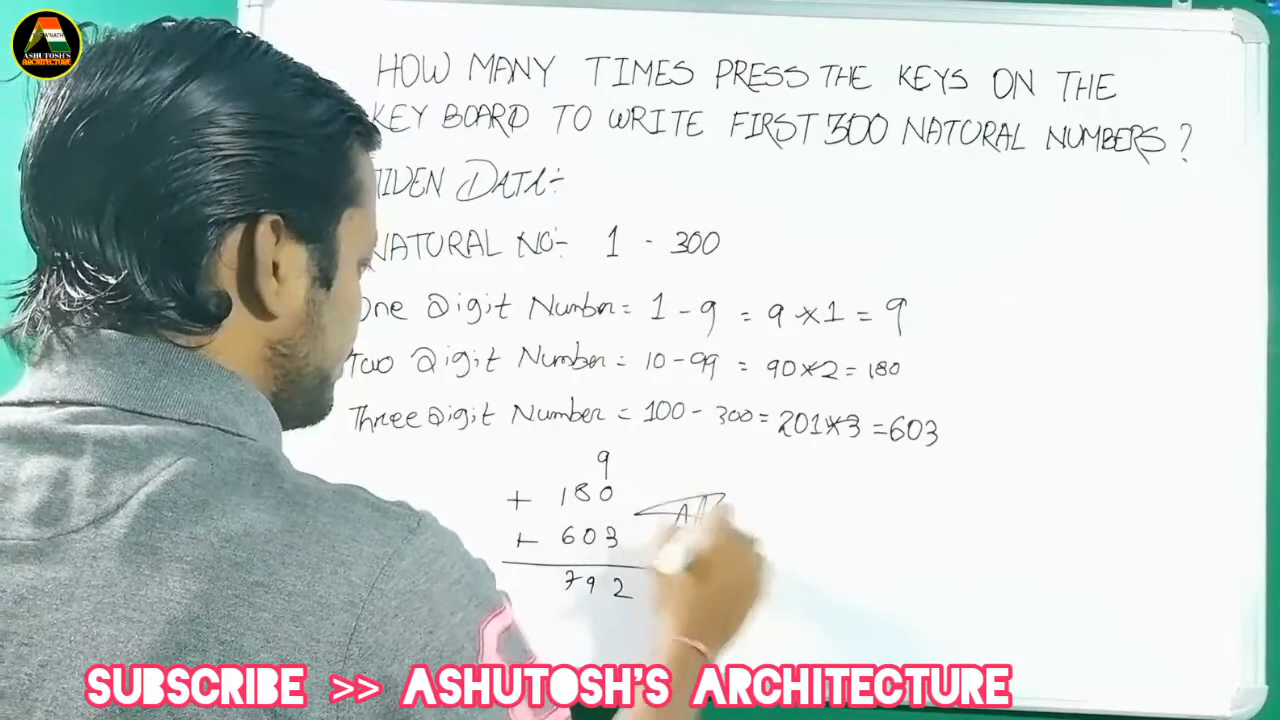 ASHUTOSH'S
ARCHITECTURE
HOW MANY TIMES PRESS THE KEYS ON THE
KEY BOARD TO WRITE FIRST 300 NATURAL NUMBERS?
IVEN DATA:-
NATURAL NO:- 1 - 300
One Digit Number = 1 - 9 = 9 × 1 = 9
Two Digit Number = 10 - 99 = 90×2 = 180
Three Digit Number = 100 - 300 = 201×3 = 603
9
+ 180
+ 603
792
SUBSCRIBE >> ASHUTOSH'S ARCHITECTURE